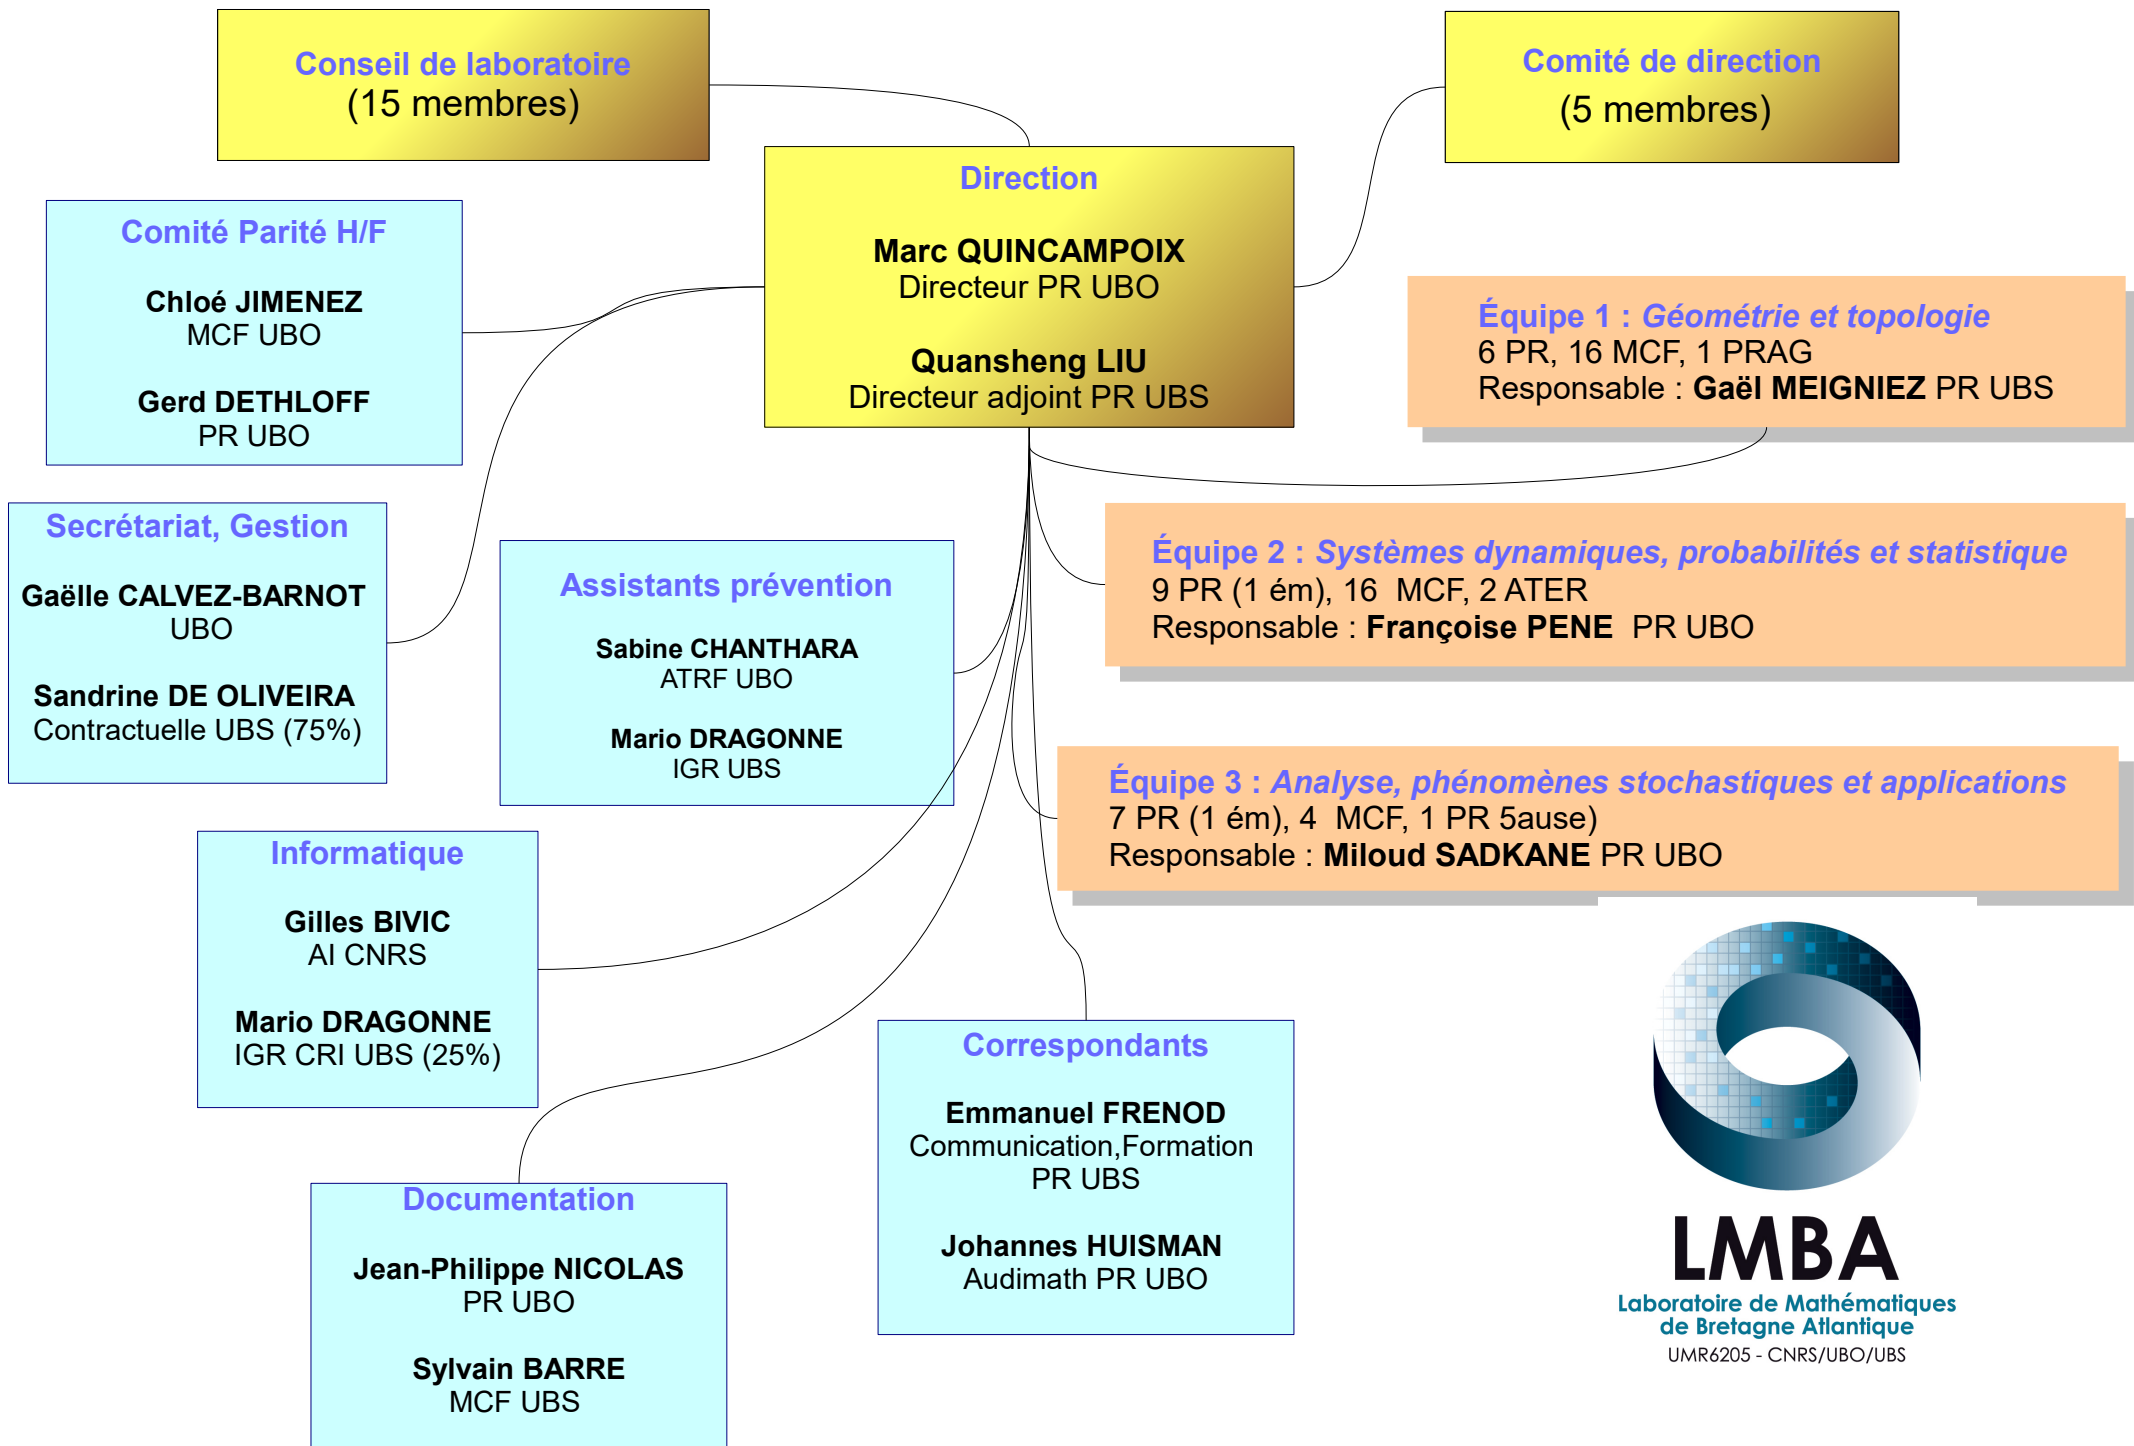 Conseil de laboratoire
(15 membres)
Comité de direction
(5 membres)
Direction
Marc QUINCAMPOIX
Directeur PR UBO
Quansheng LIU
Directeur adjoint PR UBS
Comité Parité H/F
Chloé JIMENEZ
MCF UBO
Gerd DETHLOFF
PR UBO
Équipe 1 : Géométrie et topologie
6 PR, 16 MCF, 1 PRAG
Responsable : Gaël MEIGNIEZ PR UBS
Secrétariat, Gestion
Gaëlle CALVEZ-BARNOT
UBO
Sandrine DE OLIVEIRA
Contractuelle UBS (75%)
Assistants prévention
Sabine CHANTHARA
ATRF UBO
Mario DRAGONNE
IGR UBS
Équipe 2 : Systèmes dynamiques, probabilités et statistique
9 PR (1 ém), 16 MCF, 2 ATER
Responsable : Françoise PENE PR UBO
Équipe 3 : Analyse, phénomènes stochastiques et applications
7 PR (1 ém), 4 MCF, 1 PR 5ause)
Responsable : Miloud SADKANE PR UBO
Informatique
Gilles BIVIC
AI CNRS
Mario DRAGONNE
IGR CRI UBS (25%)
Correspondants
Emmanuel FRENOD
Communication,Formation
PR UBS
Johannes HUISMAN
Audimath PR UBO
Documentation
Jean-Philippe NICOLAS
PR UBO
Sylvain BARRE
MCF UBS
LMBA
Laboratoire de Mathématiques
de Bretagne Atlantique
UMR6205 - CNRS/UBO/UBS